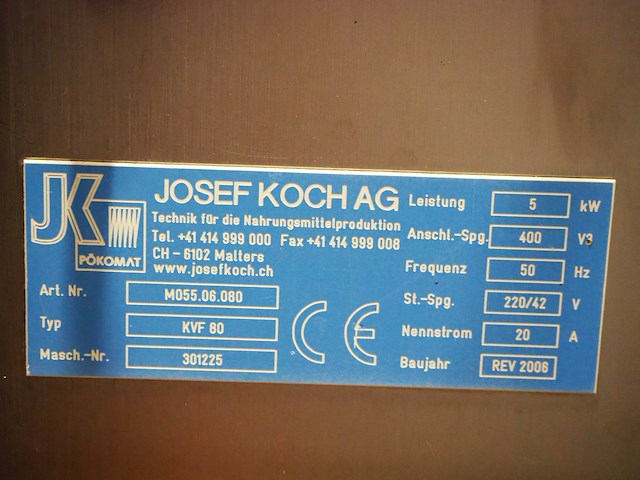 JK
PÖKOMAT
JOSEF KOCH AG
Technik für die Nahrungsmittelproduktion
Tel. +41 414 999 000 Fax +41 414 999 008
CH - 6102 Malters
www.josefkoch.ch
Art. Nr. M055.06.080
Typ KVF 80
Masch.-Nr. 301225
CE
Leistung 5 kW
Anschl.-Spg. 400 V3
Frequenz 50 Hz
St.-Spg. 220/42 V
Nennstrom 20 A
Baujahr REV 2006